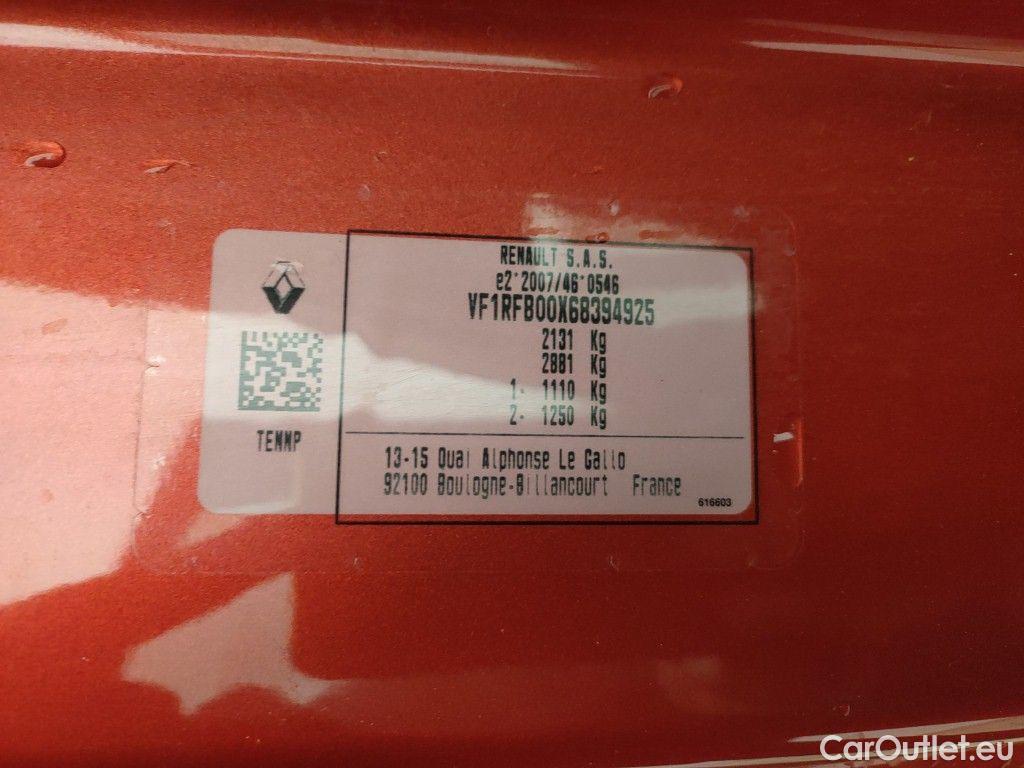 RENAULT S.A.S.
e2*2007/46*0546
VF1RFB00X68394925
2131 Kg
2881 Kg
1- 1110 Kg
2- 1250 Kg
TEMMP
13-15 Quai Alphonse Le Gallo
92100 Boulogne-Billancourt France
616603
CarOutlet.eu